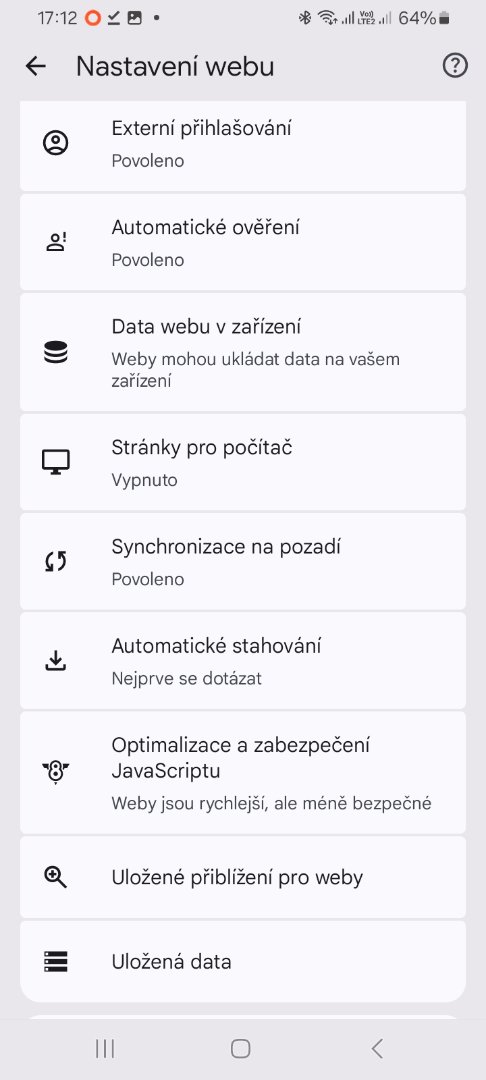 17:12
Vo))
LTE2
64%
Nastavení webu
Externí přihlašování
Povoleno
Automatické ověření
Povoleno
Data webu v zařízení
Weby mohou ukládat data na vašem
zařízení
Stránky pro počítač
Vypnuto
Synchronizace na pozadí
Povoleno
Automatické stahování
Nejprve se dotázat
Optimalizace a zabezpečení
JavaScriptu
Weby jsou rychlejší, ale méně bezpečné
Uložené přiblížení pro weby
Uložená data